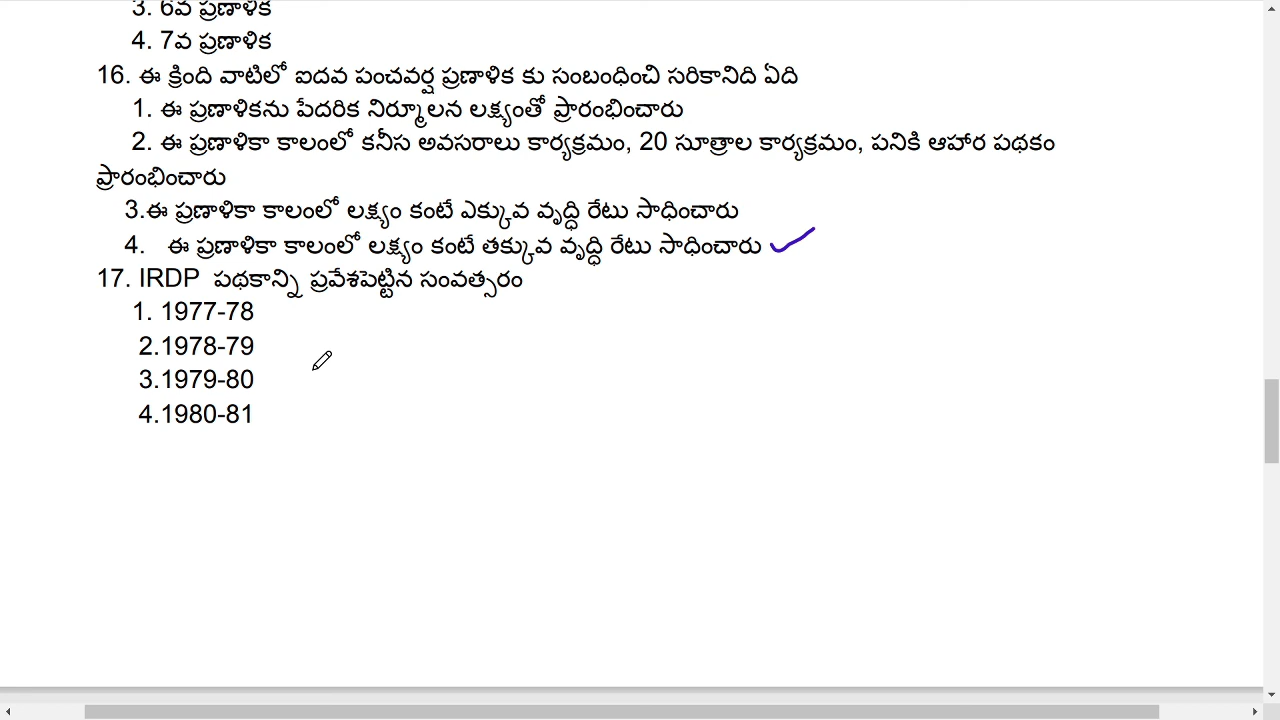 3. 6వ ప్రణాళిక
4. 7వ ప్రణాళిక
16. ఈ క్రింది వాటిలో ఐదవ పంచవర్ష ప్రణాళిక కు సంబంధించి సరికానిది ఏది
1. ఈ ప్రణాళికను పేదరిక నిర్మూలన లక్ష్యంతో ప్రారంభించారు
2. ఈ ప్రణాళికా కాలంలో కనీస అవసరాలు కార్యక్రమం, 20 సూత్రాల కార్యక్రమం, పనికి ఆహార పథకం
ప్రారంభించారు
3.ఈ ప్రణాళికా కాలంలో లక్ష్యం కంటే ఎక్కువ వృద్ధి రేటు సాధించారు
4. ఈ ప్రణాళికా కాలంలో లక్ష్యం కంటే తక్కువ వృద్ధి రేటు సాధించారు
17. IRDP పథకాన్ని ప్రవేశపెట్టిన సంవత్సరం
1. 1977-78
2.1978-79
3.1979-80
4.1980-81